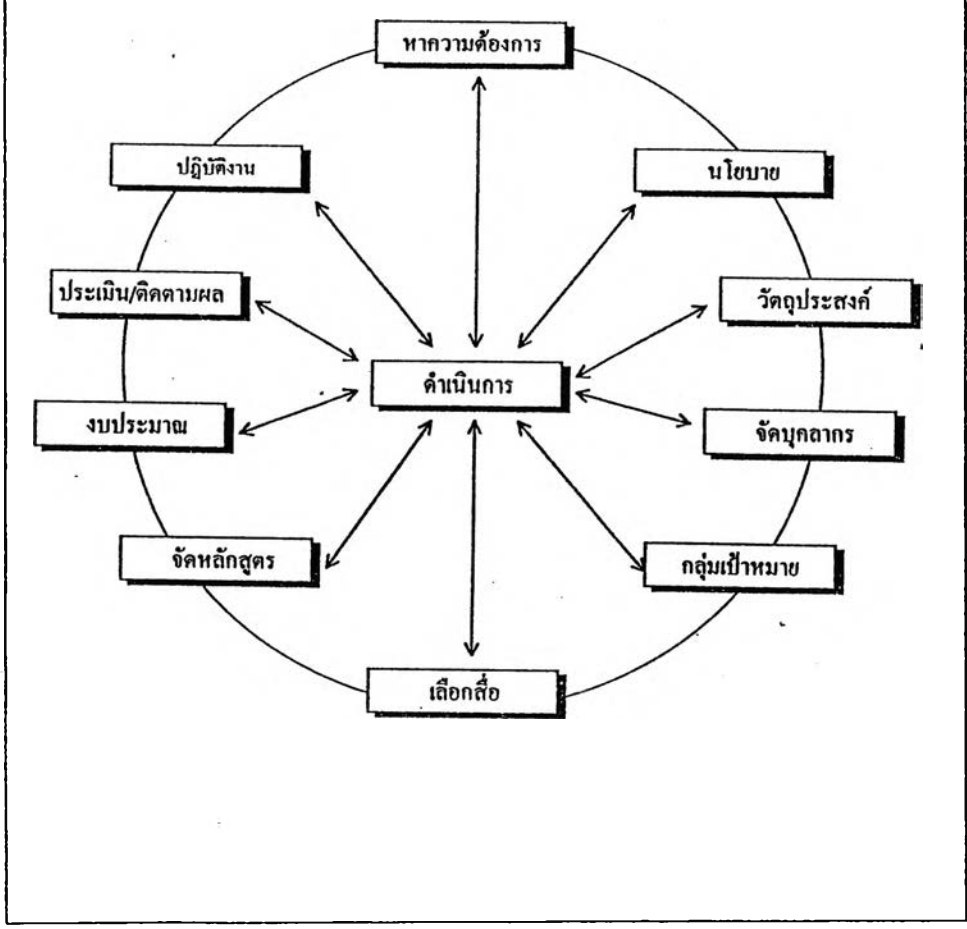 หาความต้องการ
ปฏิบัติงาน
นโยบาย
ประเมิน/ติดตามผล
วัตถุประสงค์
ดำเนินการ
งบประมาณ
จัดบุคลากร
จัดหลักสูตร
กลุ่มเป้าหมาย
เลือกสื่อ